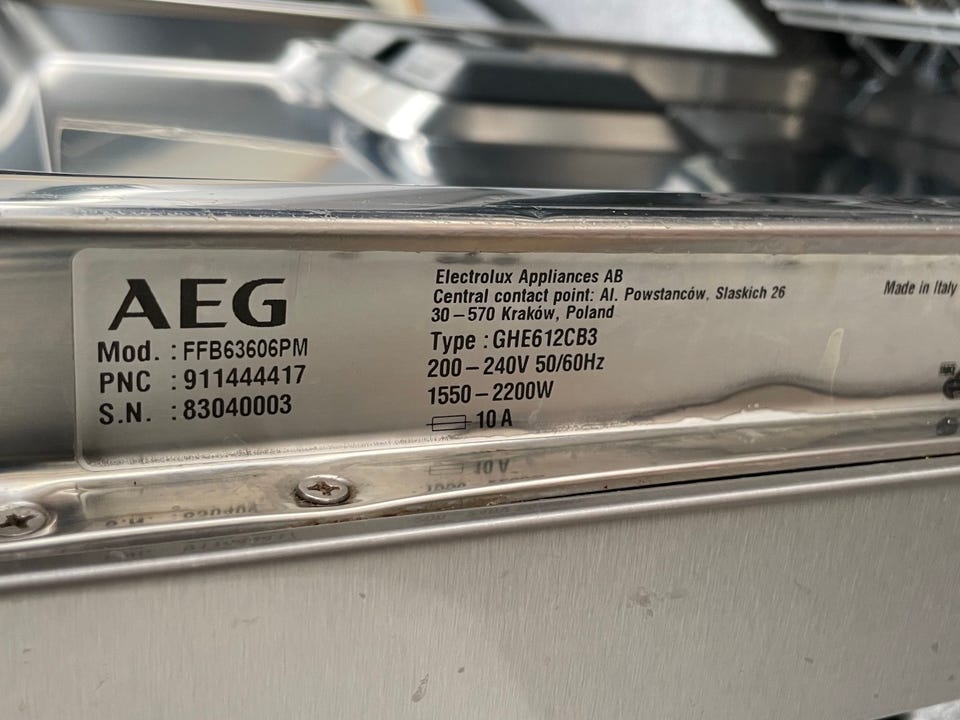 AEG
Mod. : FFB63606PM
PNC : 911444417
S.N. : 83040003
Electrolux Appliances AB
Central contact point: Al. Powstanców, Slaskich 26
30-570 Kraków, Poland
Type : GHE612CB3
200-240V 50/60Hz
1550-2200W
10 A
Made in Italy